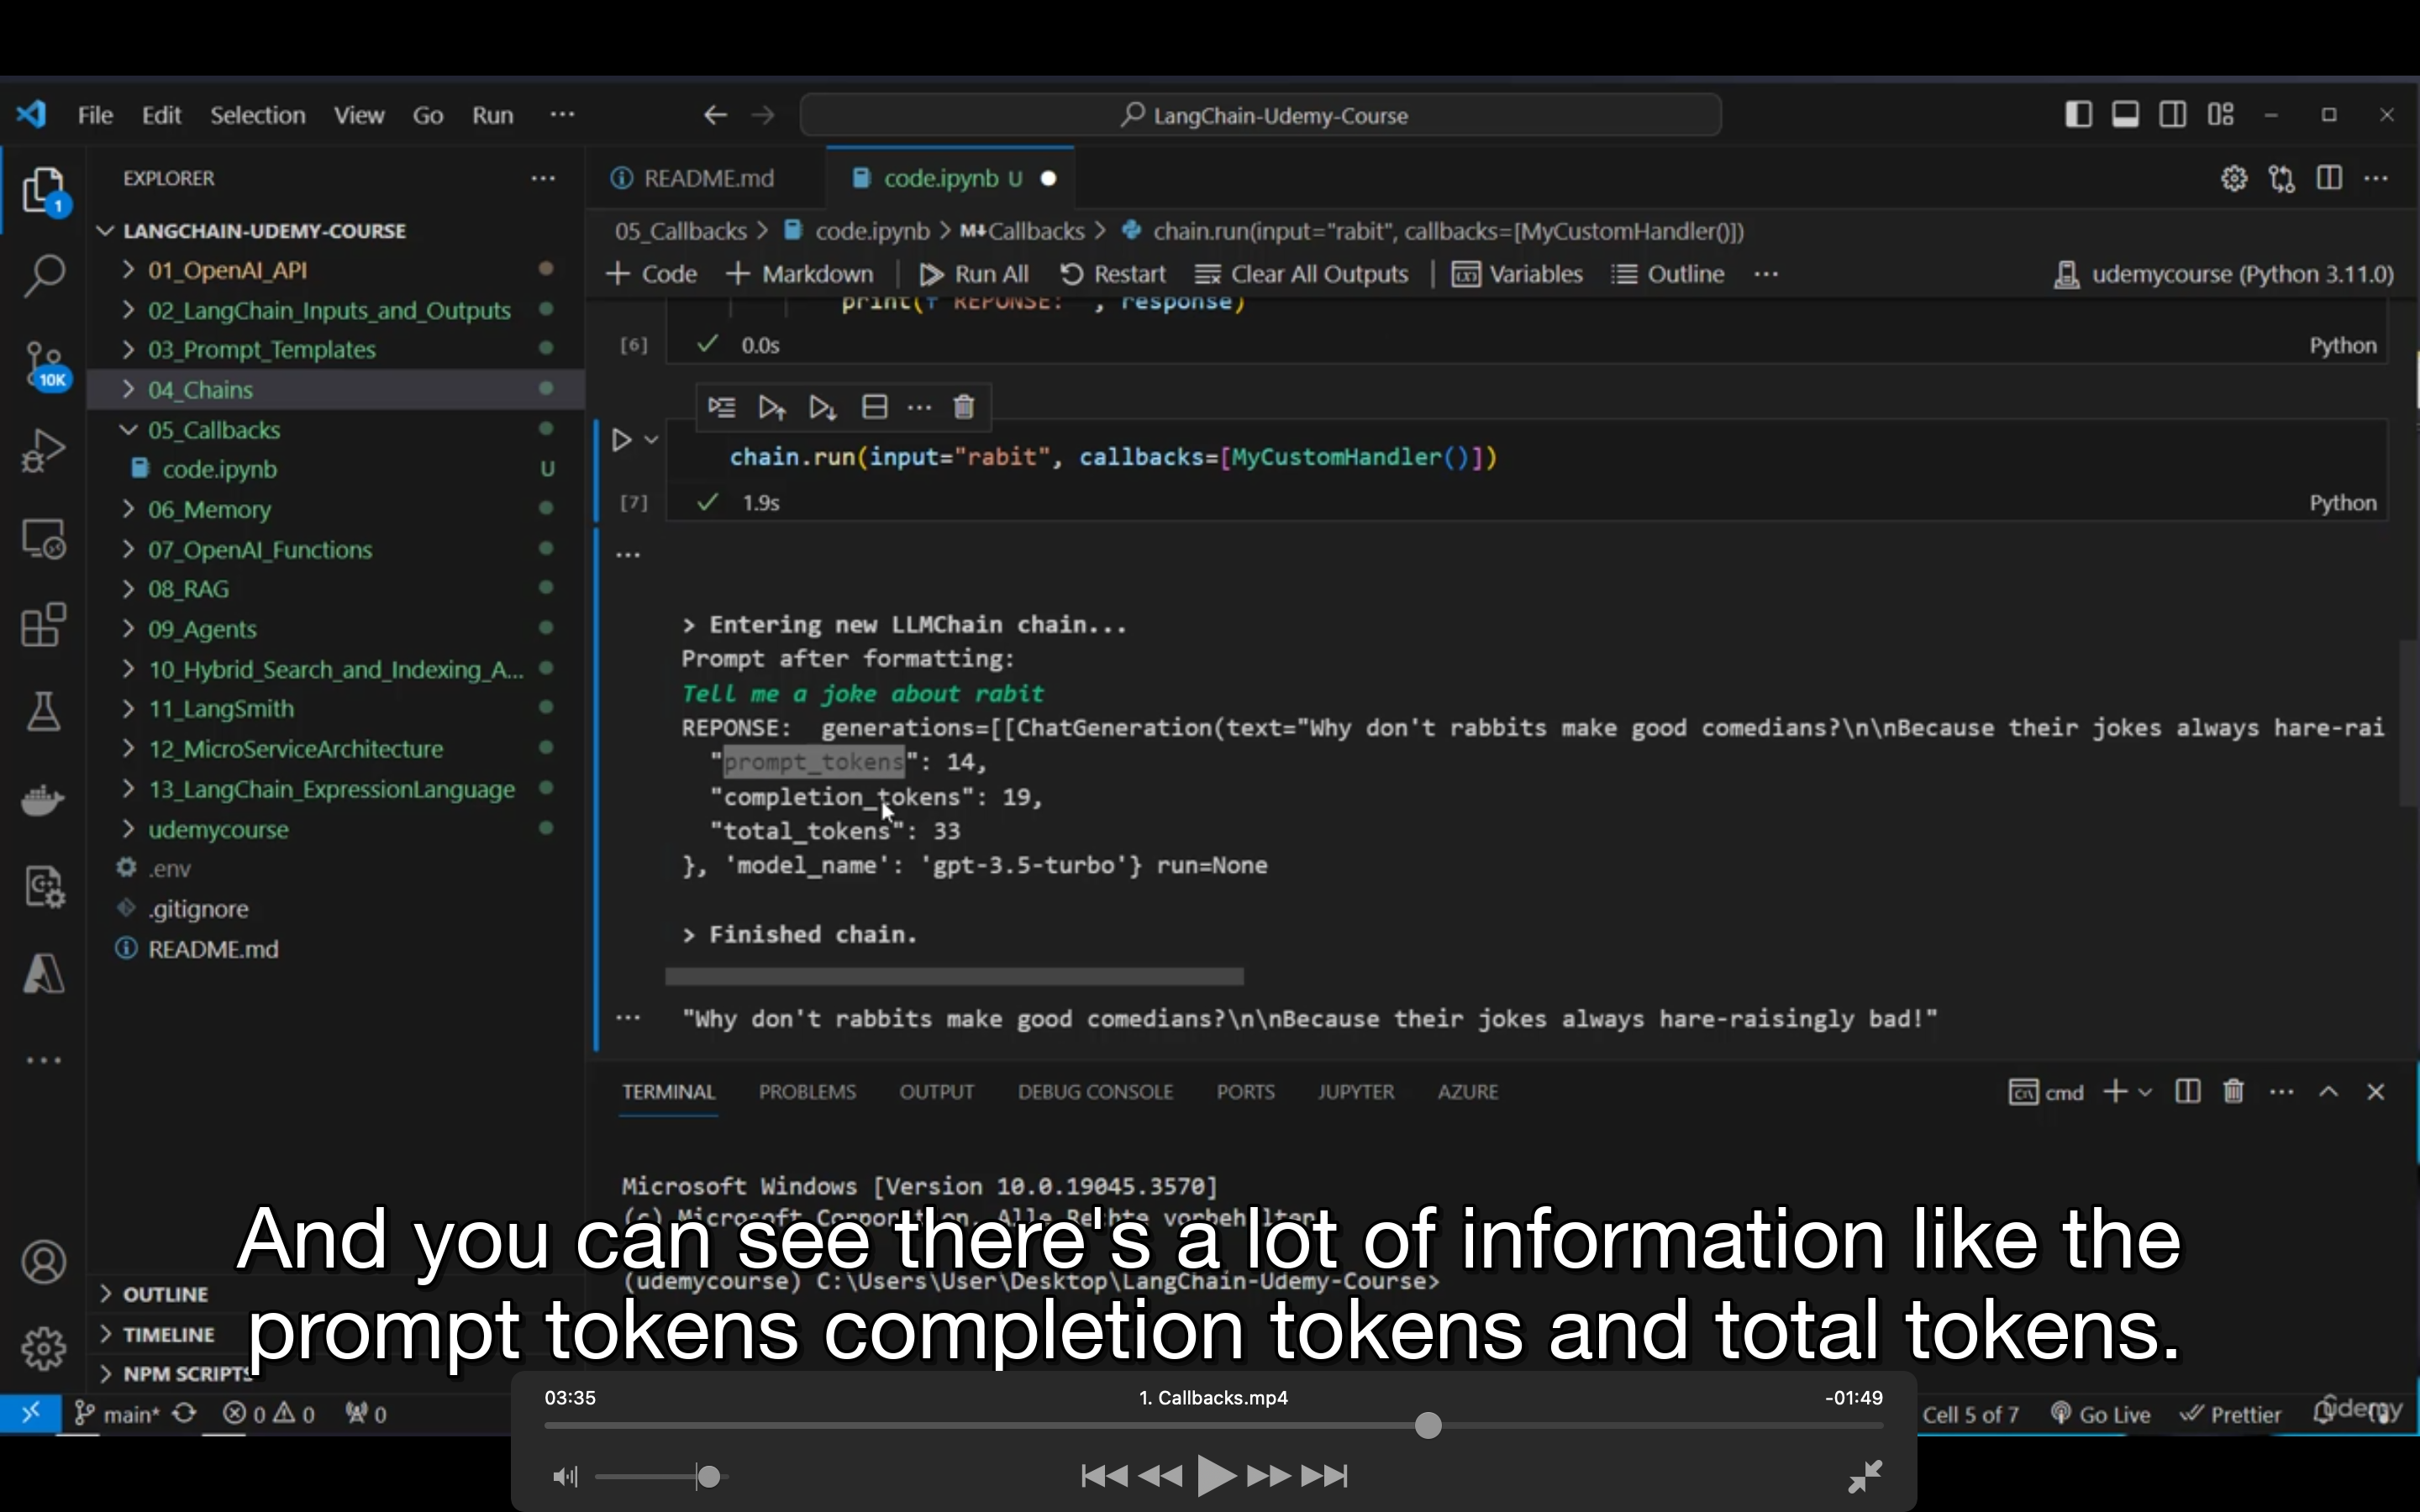 File Edit Selection View Go Run ...
LangChain-Udemy-Course
EXPLORER
LANGCHAIN-UDEMY-COURSE
01_OpenAI_API
02_LangChain_Inputs_and_Outputs
03_Prompt_Templates
04_Chains
05_Callbacks
code.ipynb U
06_Memory
07_OpenAI_Functions
08_RAG
09_Agents
10_Hybrid_Search_and_Indexing_A...
11_LangSmith
12_MicroServiceArchitecture
13_LangChain_ExpressionLanguage
udemycourse
.env
.gitignore
README.md
OUTLINE
TIMELINE
NPM SCRIPTS
1
10K
README.md
code.ipynb U
05_Callbacks > code.ipynb > M↓Callbacks > chain.run(input="rabit", callbacks=[MyCustomHandler()])
+ Code + Markdown Run All Restart Clear All Outputs Variables Outline ... udemycourse (Python 3.11.0)
print(f"REPONSE: ", response)
[6] 0.0s Python
chain.run(input="rabit", callbacks=[MyCustomHandler()])
[7] 1.9s Python
...
> Entering new LLMChain chain...
Prompt after formatting:
Tell me a joke about rabit
REPONSE:  generations=[[ChatGeneration(text="Why don't rabbits make good comedians?\n\nBecause their jokes always hare-rai
"prompt_tokens": 14,
"completion_tokens": 19,
"total_tokens": 33
}, 'model_name': 'gpt-3.5-turbo'} run=None
> Finished chain.
... "Why don't rabbits make good comedians?\n\nBecause their jokes always hare-raisingly bad!"
TERMINAL PROBLEMS OUTPUT DEBUG CONSOLE PORTS JUPYTER AZURE
cmd
Microsoft Windows [Version 10.0.19045.3570]
(c) Microsoft Corporation. Alle Rechte vorbehalten.
(udemycourse) C:\Users\User\Desktop\LangChain-Udemy-Course>
And you can see there's a lot of information like the
prompt tokens completion tokens and total tokens.
03:35 1. Callbacks.mp4 -01:49
main* 0 0 0
Cell 5 of 7 Go Live Prettier
udemy